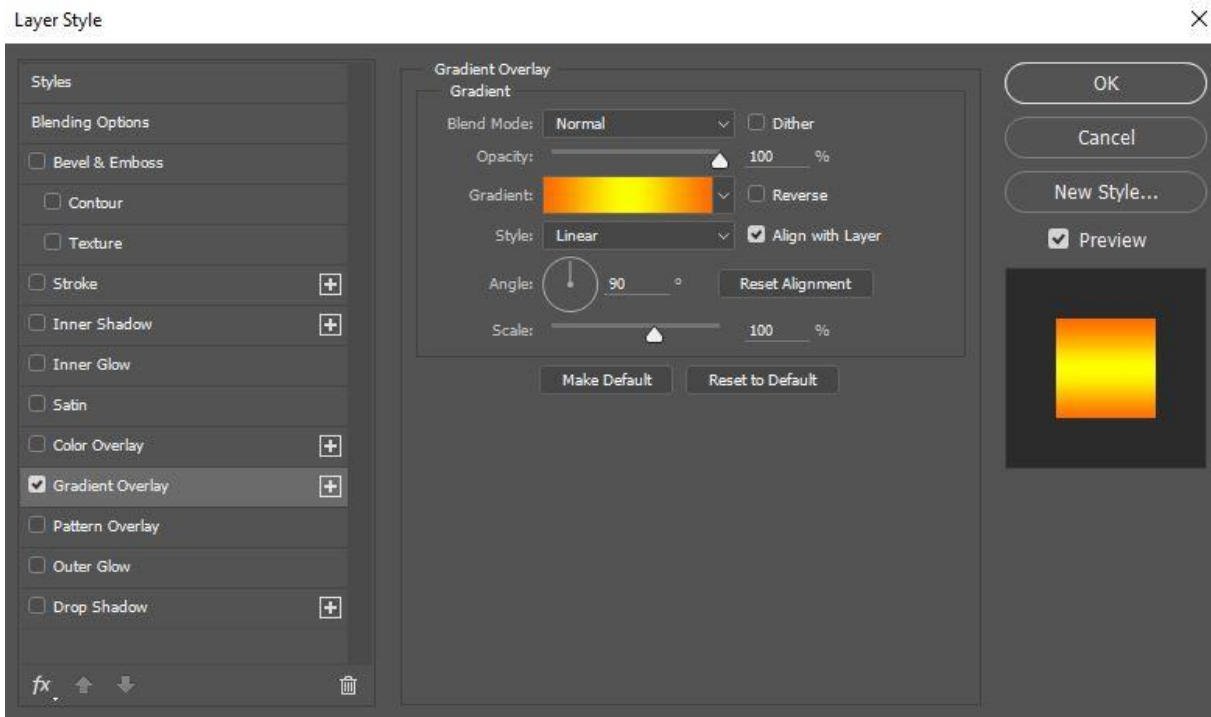 Layer Style
Styles
Blending Options
Bevel & Emboss
Contour
Texture
Stroke
Inner Shadow
Inner Glow
Satin
Color Overlay
Gradient Overlay
Pattern Overlay
Outer Glow
Drop Shadow
fx
Gradient Overlay
Gradient
Blend Mode: Normal Dither
Opacity: 100 %
Gradient: Reverse
Style: Linear Align with Layer
Angle: 90 ° Reset Alignment
Scale: 100 %
Make Default Reset to Default
OK
Cancel
New Style...
Preview